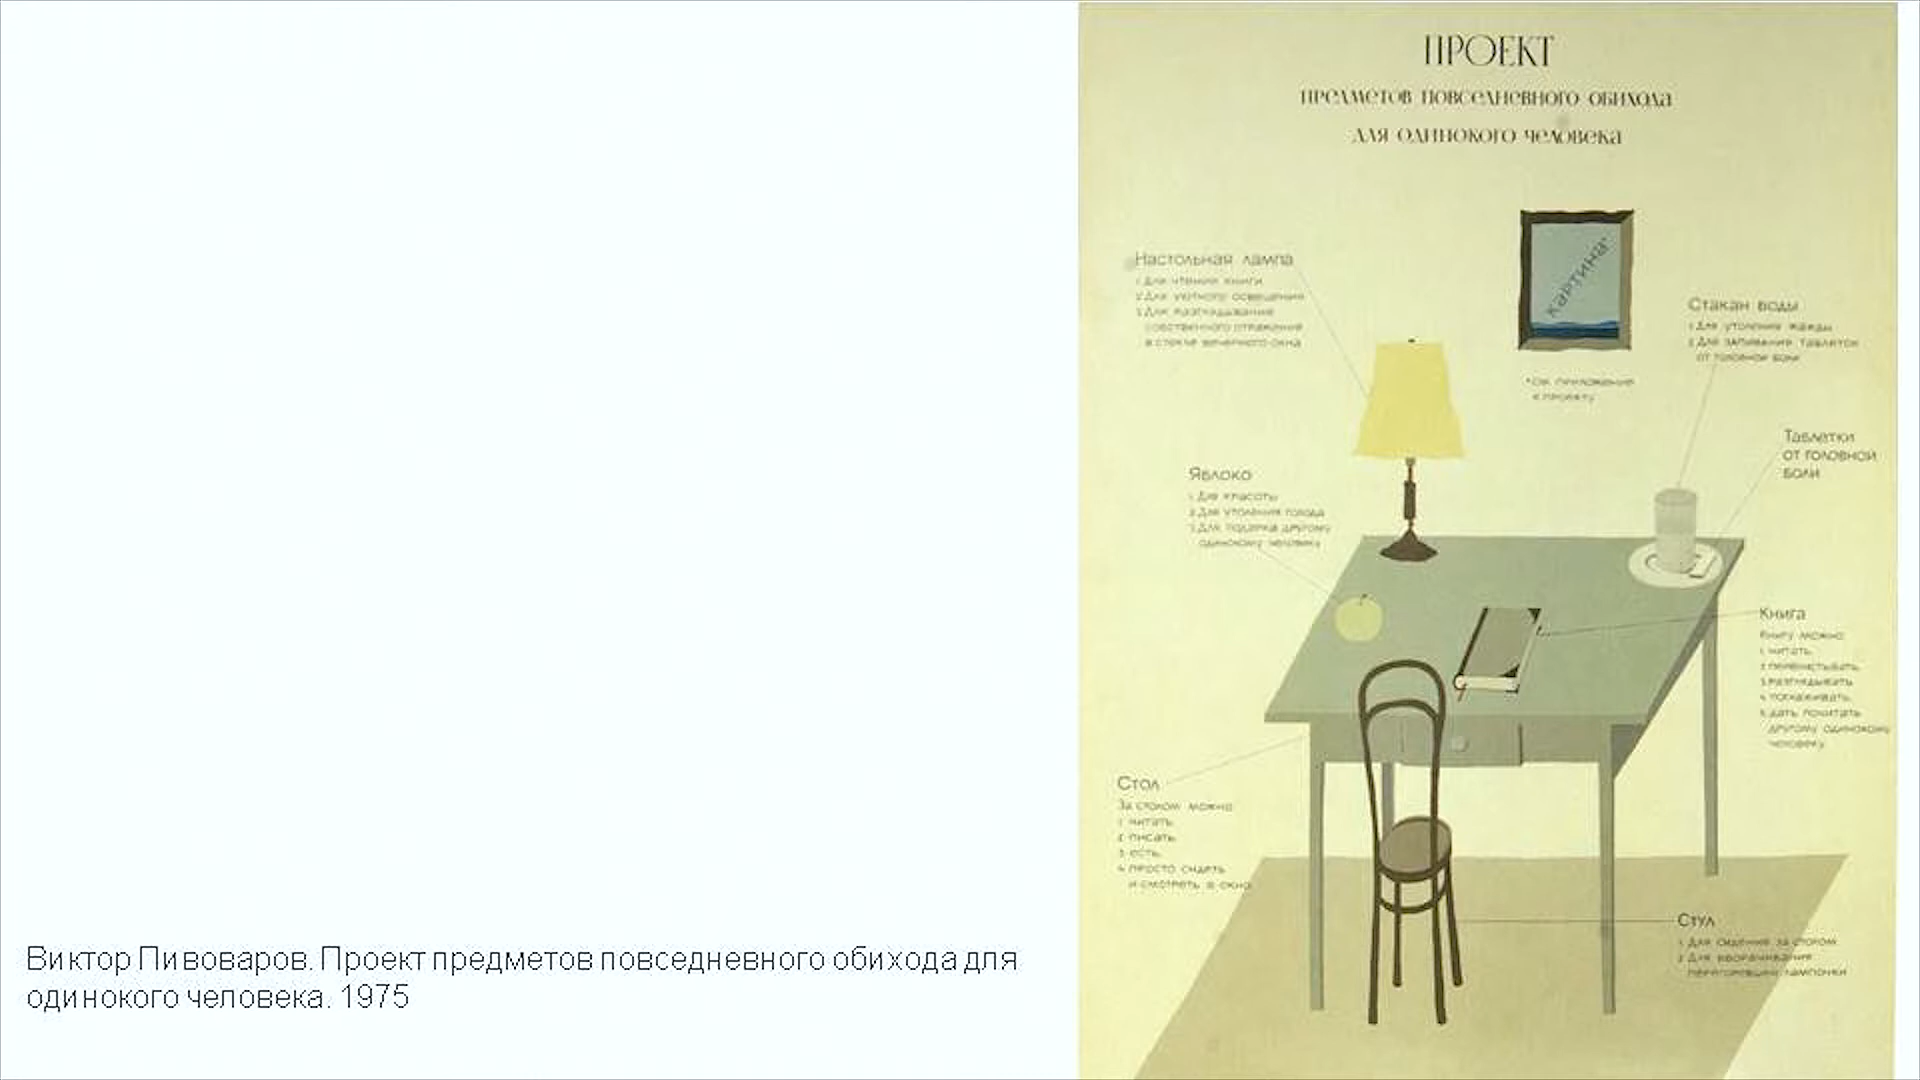 ПРОЕКТ
предметов повседневного обихода
для одинокого человека
Настольная лампа
1 Для чтения книги
2 Для уютного освещения
3 Для разглядывания
собственного отражения
в стекле вечернего окна
картина*
*см. приложение
к проекту
Стакан воды
1 Для утоления жажды
2 Для запивания таблеток
от головной боли
Таблетки
от головной
боли
Яблоко
1 Для красоты
2 Для утоления голода
3 Для подарка другому
одинокому человеку
Книга
Книгу можно
1 читать,
2 перелистывать,
3 разглядывать
4 поглаживать,
5 дать почитать
другому одинокому
человеку
Стол
За столом можно
1 читать,
2 писать,
3 есть,
4 просто сидеть
и смотреть в окно
Стул
1 Для сидения за столом
2 Для вворачивания
перегоревших лампочки
Виктор Пивоваров. Проект предметов повседневного обихода для
одинокого человека. 1975